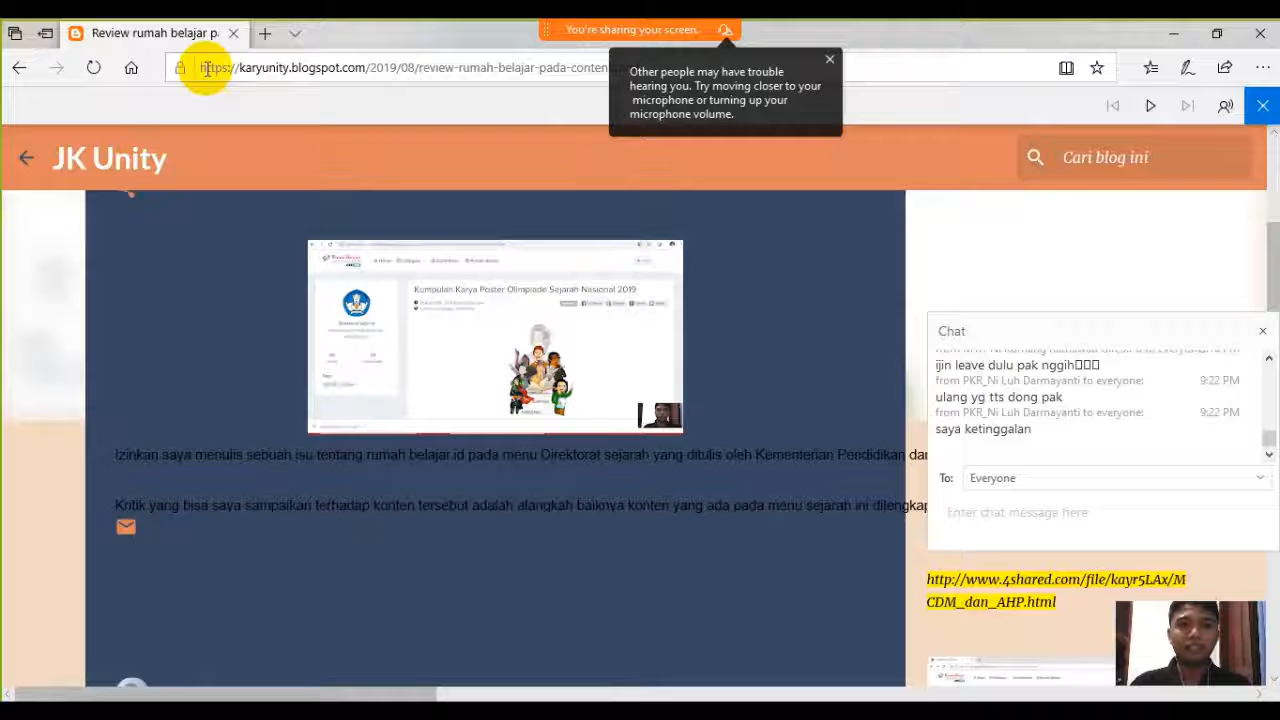 Review rumah belajar pa
You're sharing your screen.
https://karyunity.blogspot.com/2019/08/review-rumah-belajar-pada-conten
Other people may have trouble
hearing you. Try moving closer to your
microphone or turning up your
microphone volume.
JK Unity
Cari blog ini
Kumpulan Karya Poster Olimpiade Sejarah Nasional 2019
Izinkan saya menulis sebuah isu tentang rumah belajar.id pada menu Direktorat sejarah yang ditulis oleh Kementerian Pendidikan dan
Kritik yang bisa saya sampaikan terhadap konten tersebut adalah alangkah baiknya konten yang ada pada menu sejarah ini dilengkap
Chat
ijin leave dulu pak nggih
from PKR_Ni Luh Darmayanti to everyone: 9:22 PM
ulang yg tts dong pak
from PKR_Ni Luh Darmayanti to everyone: 9:22 PM
saya ketinggalan
To: Everyone
Enter chat message here
http://www.4shared.com/file/kayr5LAx/M
CDM_dan_AHP.html